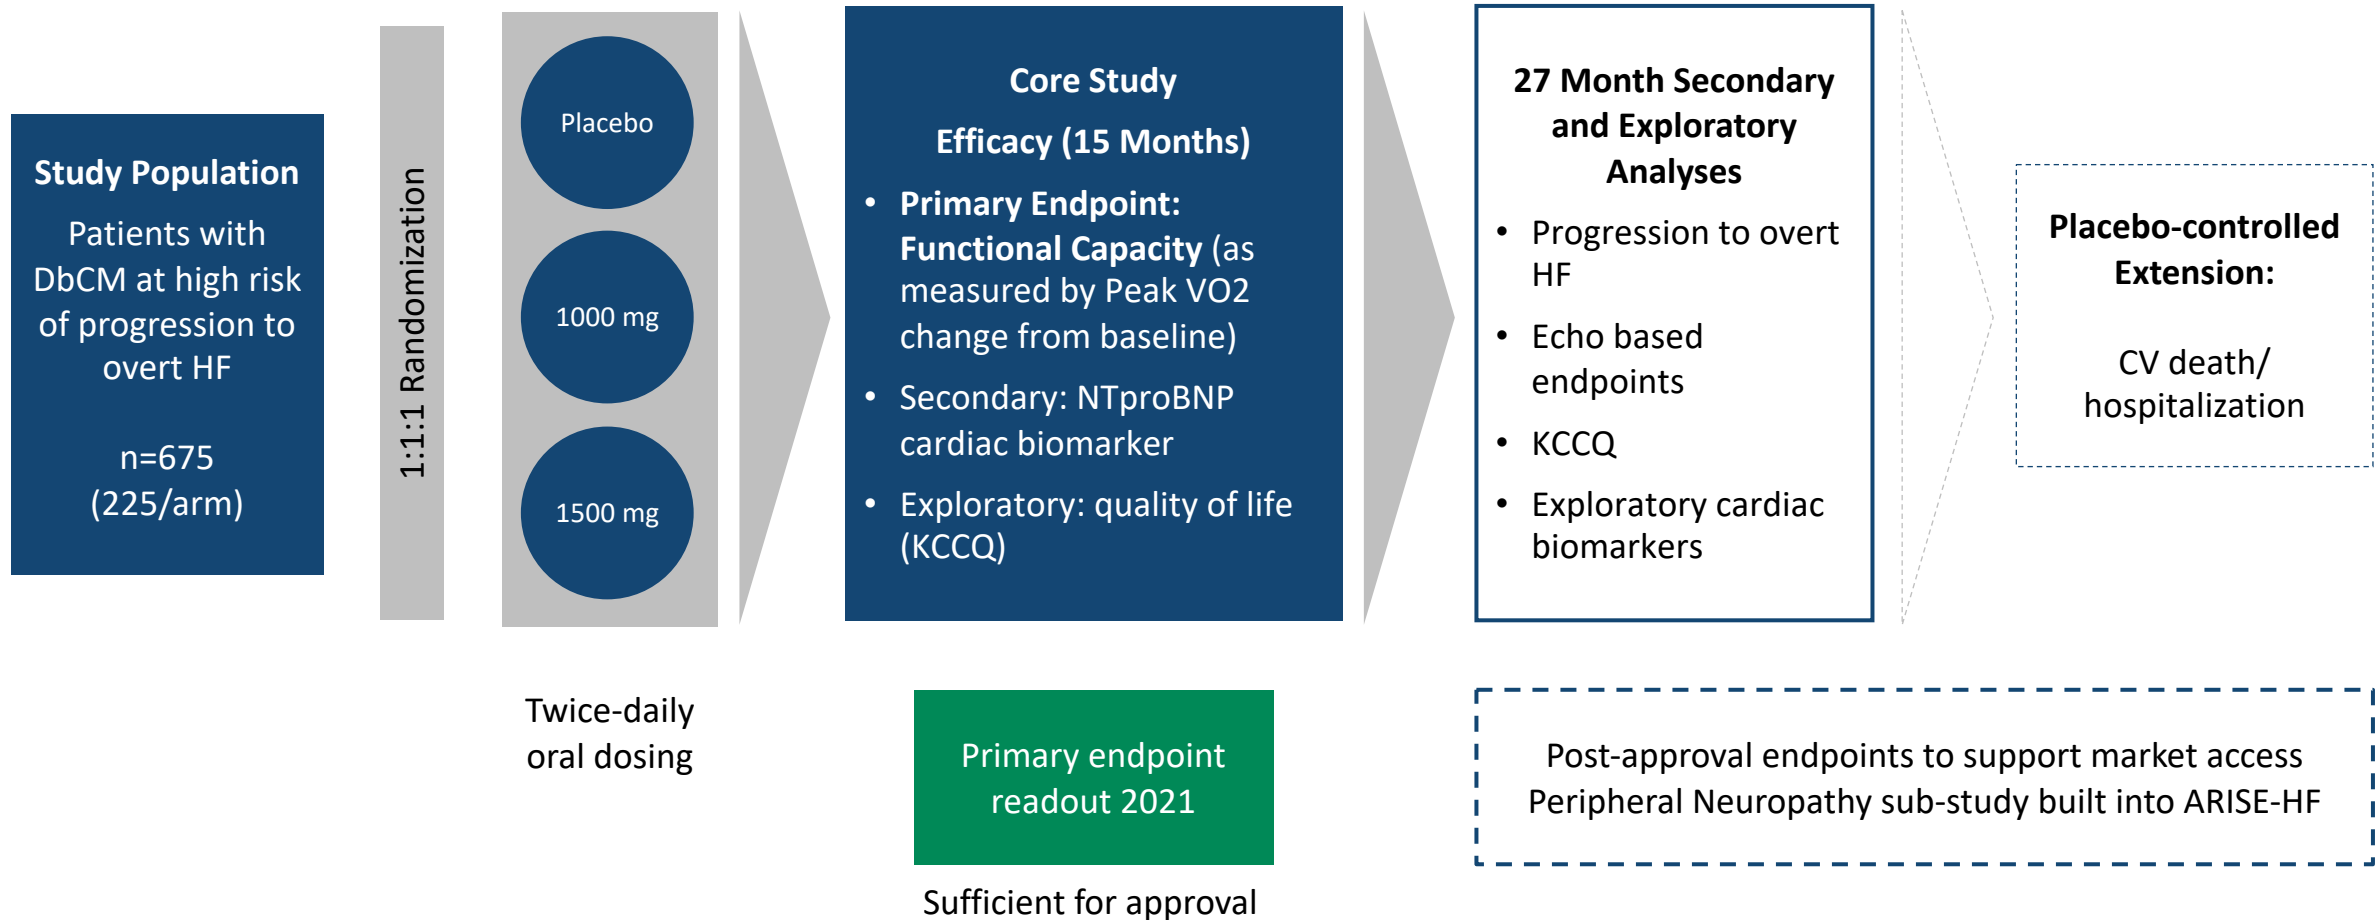 Study Population
Patients with
DbCM at high risk
of progression to
overt HF
n=675
(225/arm)
1:1:1 Randomization
Placebo
1000 mg
1500 mg
Twice-daily
oral dosing
Core Study
Efficacy (15 Months)
• Primary Endpoint:
Functional Capacity (as
measured by Peak VO2
change from baseline)
• Secondary: NTproBNP
cardiac biomarker
• Exploratory: quality of life
(KCCQ)
Primary endpoint
readout 2021
Sufficient for approval
27 Month Secondary
and Exploratory
Analyses
• Progression to overt
HF
• Echo based
endpoints
• KCCQ
• Exploratory cardiac
biomarkers
Placebo-controlled
Extension:
CV death/
hospitalization
Post-approval endpoints to support market access
Peripheral Neuropathy sub-study built into ARISE-HF